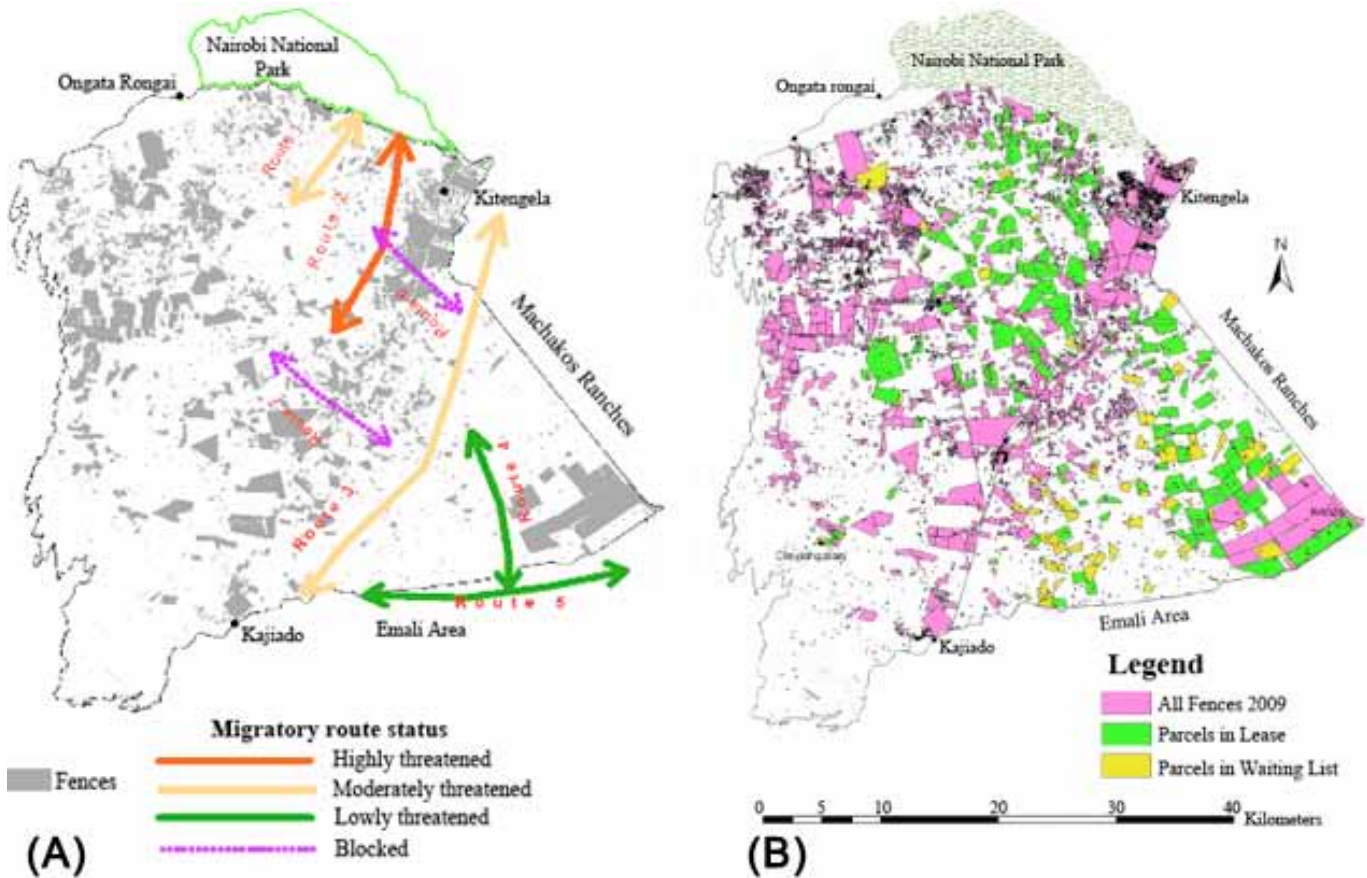 Nairobi National
Park
Ongata Rongai
Route 1
Route 2
Kitengela
Machakos Ranches
Route 3
Route 4
Route 5
Emali Area
Kajiado
Migratory route status
Fences
Highly threatened
Moderately threatened
Lowly threatened
Blocked
(A)
Nairobi National Park
Ongata rongai
Kitengela
N
Machakos Ranches
Emali Area
Kajiado
Legend
All Fences 2009
Parcels in Lease
Parcels in Waiting List
0 5 10 20 30 40
Kilometers
(B)